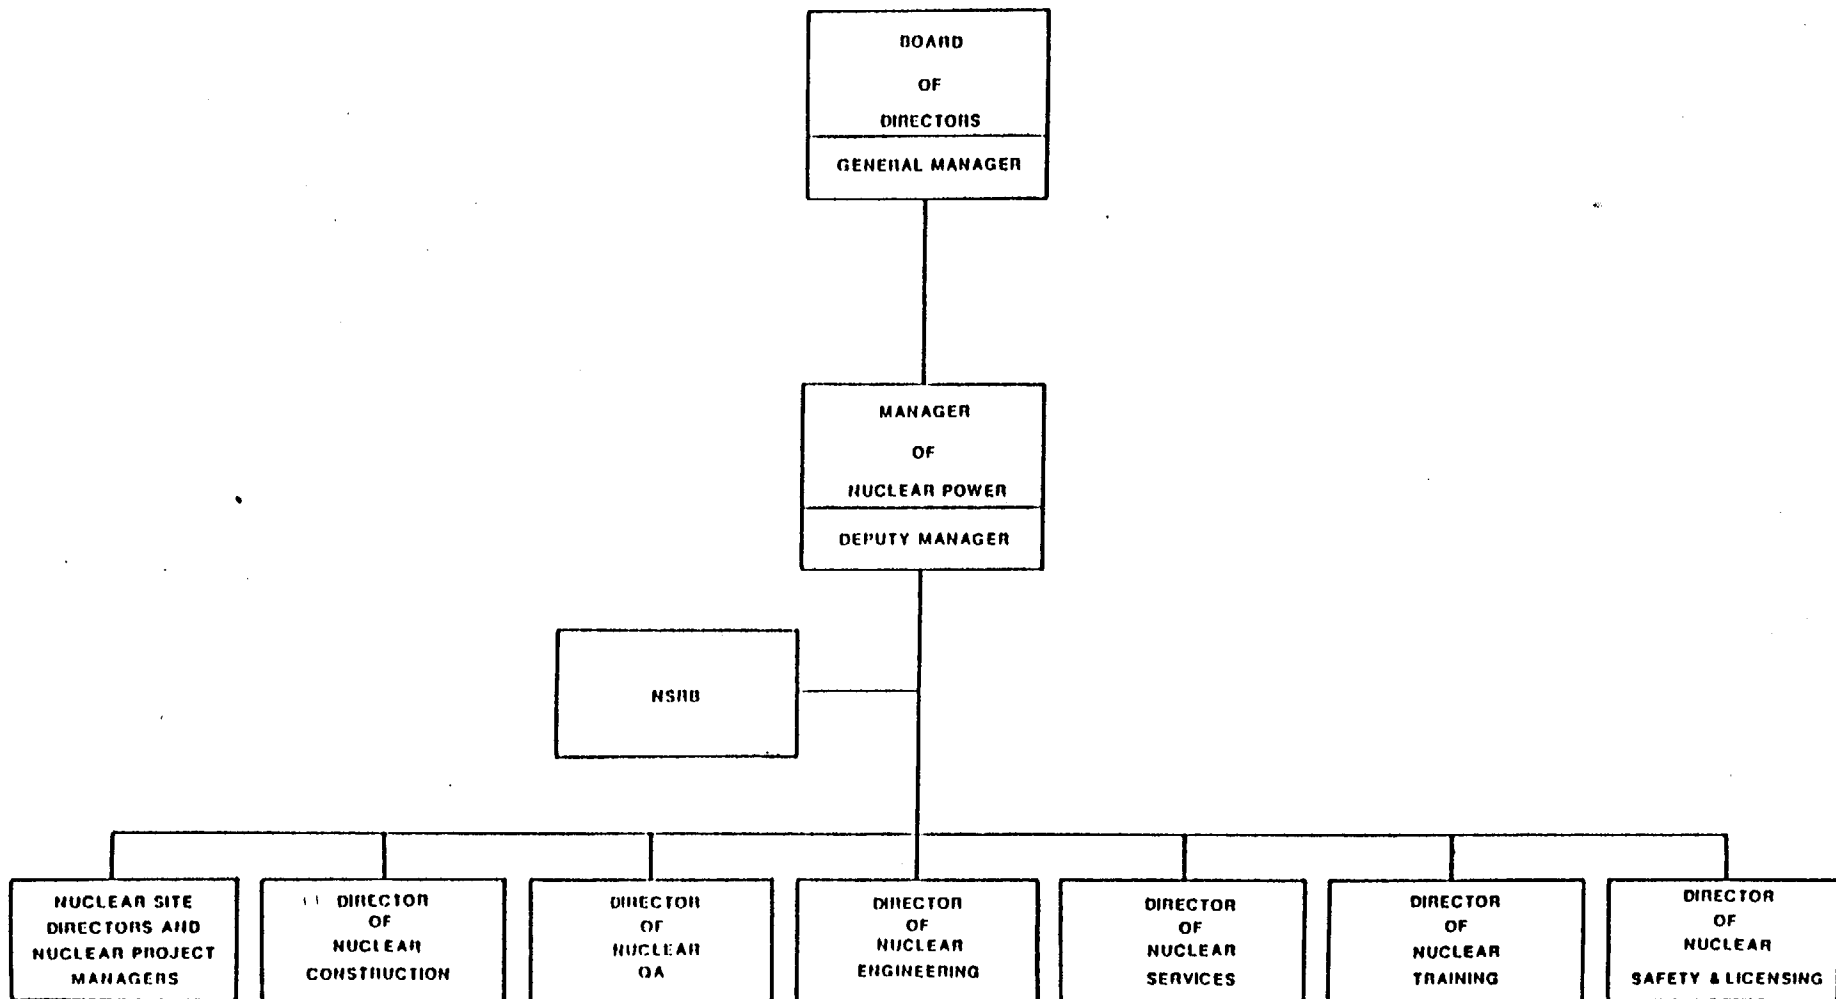 BOARD
OF
DIRECTORS
GENERAL MANAGER
MANAGER
OF
NUCLEAR POWER
DEPUTY MANAGER
NSRB
NUCLEAR SITE
DIRECTORS AND
NUCLEAR PROJECT
MANAGERS
DIRECTOR
OF
NUCLEAR
CONSTRUCTION
DIRECTOR
OF
NUCLEAR
QA
DIRECTOR
OF
NUCLEAR
ENGINEERING
DIRECTOR
OF
NUCLEAR
SERVICES
DIRECTOR
OF
NUCLEAR
TRAINING
DIRECTOR
OF
NUCLEAR
SAFETY & LICENSING